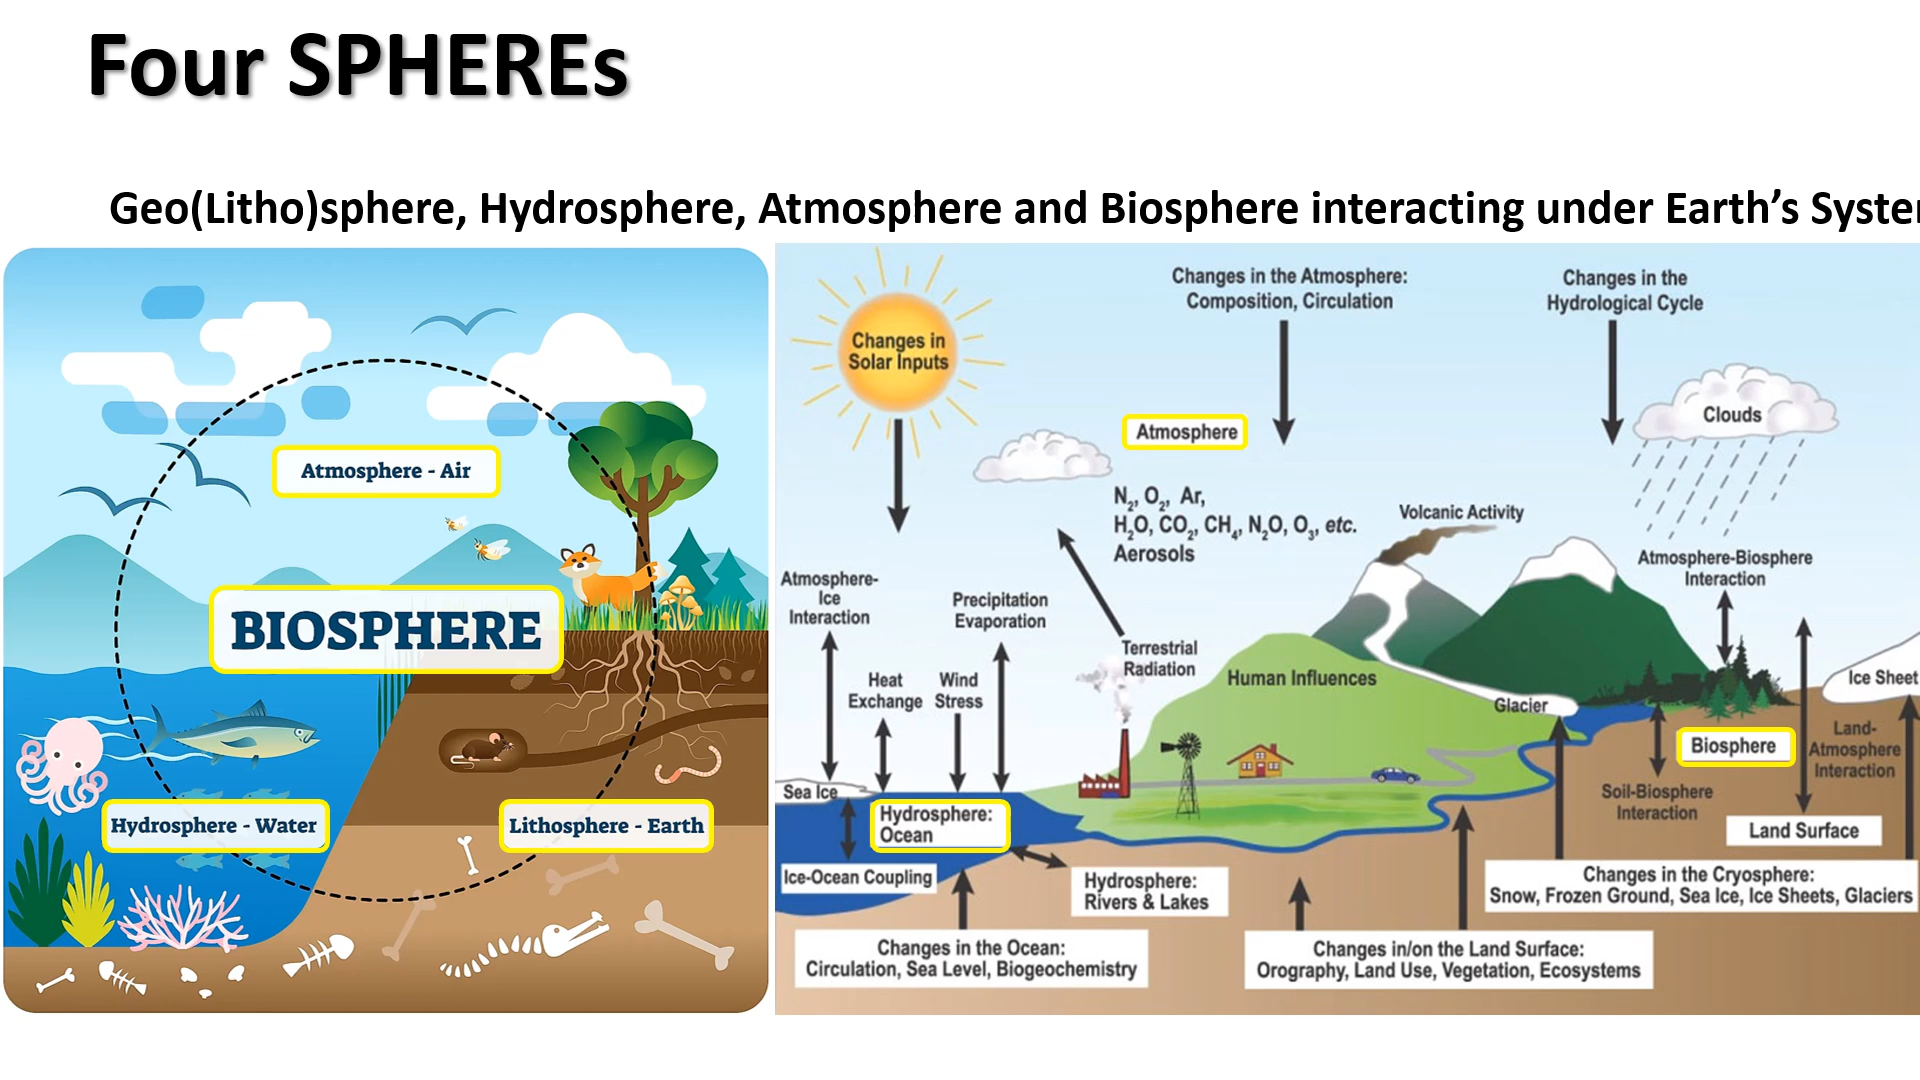 Four SPHEREs
Geo(Litho)sphere, Hydrosphere, Atmosphere and Biosphere interacting under Earth’s
Atmosphere - Air
BIOSPHERE
Hydrosphere - Water
Lithosphere - Earth
Changes in
Solar Inputs
Changes in the Atmosphere:
Composition, Circulation
Changes in the
Hydrological Cycle
Clouds
Atmosphere
N₂, O₂, Ar,
H₂O, CO₂, CH₄, N₂O, O₃, etc.
Aerosols
Volcanic Activity
Atmosphere-Biosphere
Interaction
Atmosphere-
Ice
Interaction
Precipitation
Evaporation
Terrestrial
Radiation
Heat
Exchange
Wind
Stress
Human Influences
Glacier
Ice Sheet
Biosphere
Land-
Atmosphere
Interaction
Soil-Biosphere
Interaction
Sea Ice
Hydrosphere:
Ocean
Land Surface
Ice-Ocean Coupling
Hydrosphere:
Rivers & Lakes
Changes in the Cryosphere:
Snow, Frozen Ground, Sea Ice, Ice Sheets, Glaciers
Changes in the Ocean:
Circulation, Sea Level, Biogeochemistry
Changes in/on the Land Surface:
Orography, Land Use, Vegetation, Ecosystems